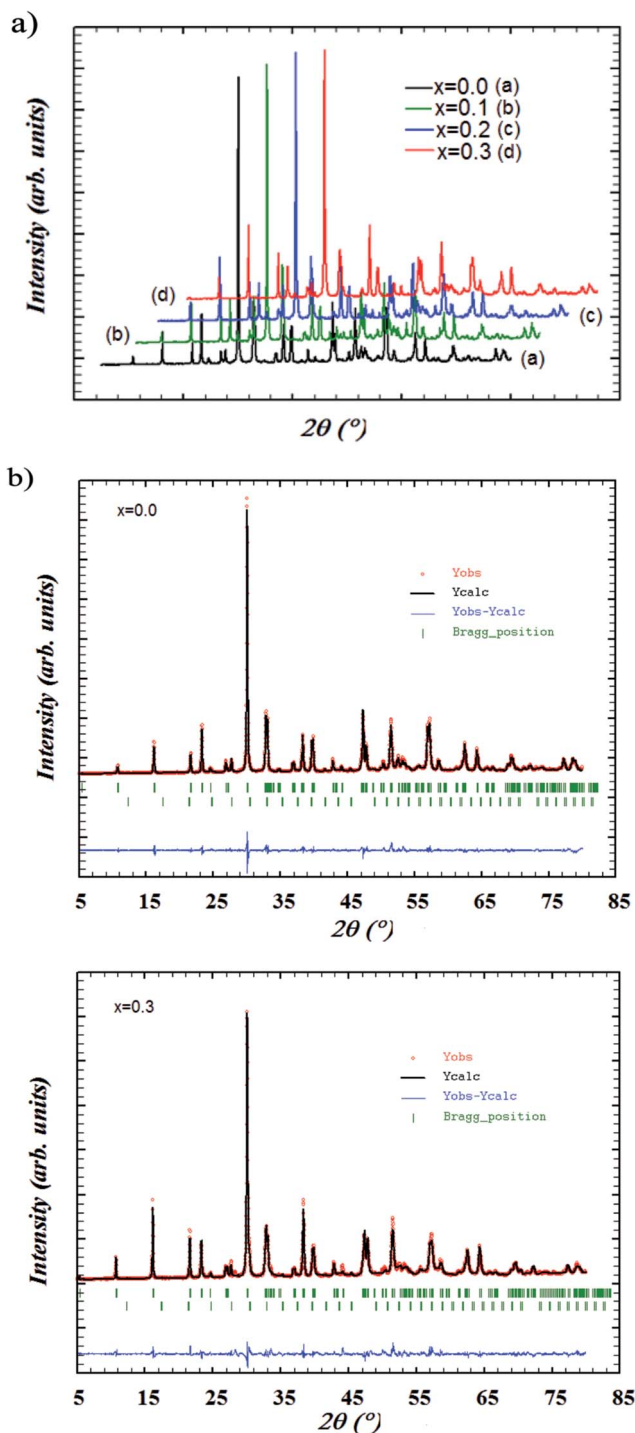 a)
Intensity (arb. units)
x=0.0 (a)
x=0.1 (b)
x=0.2 (c)
x=0.3 (d)
(d)
(c)
(b)
(a)
2θ (°)
b)
Intensity (arb. units)
x=0.0
Yobs
Ycalc
Yobs-Ycalc
Bragg_position
5 15 25 35 45 55 65 75 85
2θ (°)
Intensity (arb. units)
x=0.3
Yobs
Ycalc
Yobs-Ycalc
Bragg_position
5 15 25 35 45 55 65 75 85
2θ (°)